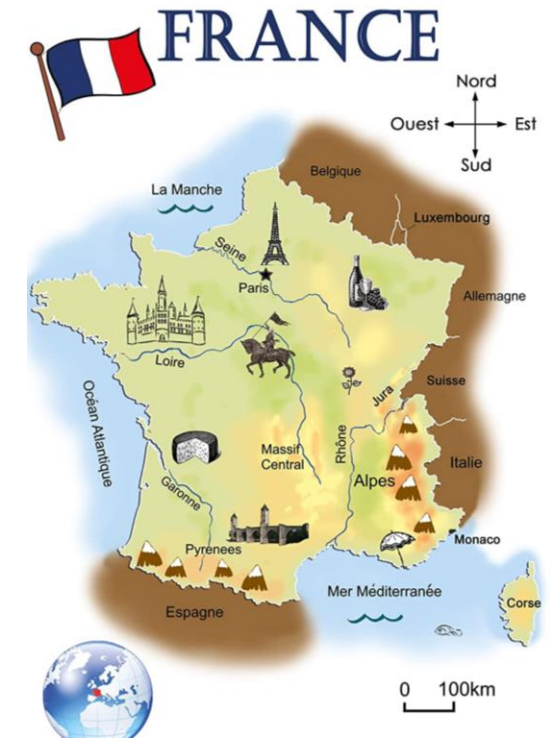 FRANCE
Nord
Ouest
Est
Sud
Belgique
La Manche
Luxembourg
Seine
Paris
Allemagne
Loire
Suisse
Jura
Océan Atlantique
Massif
Central
Rhône
Italie
Alpes
Garonne
Monaco
Pyrenees
Mer Méditerranée
Corse
Espagne
0 100km